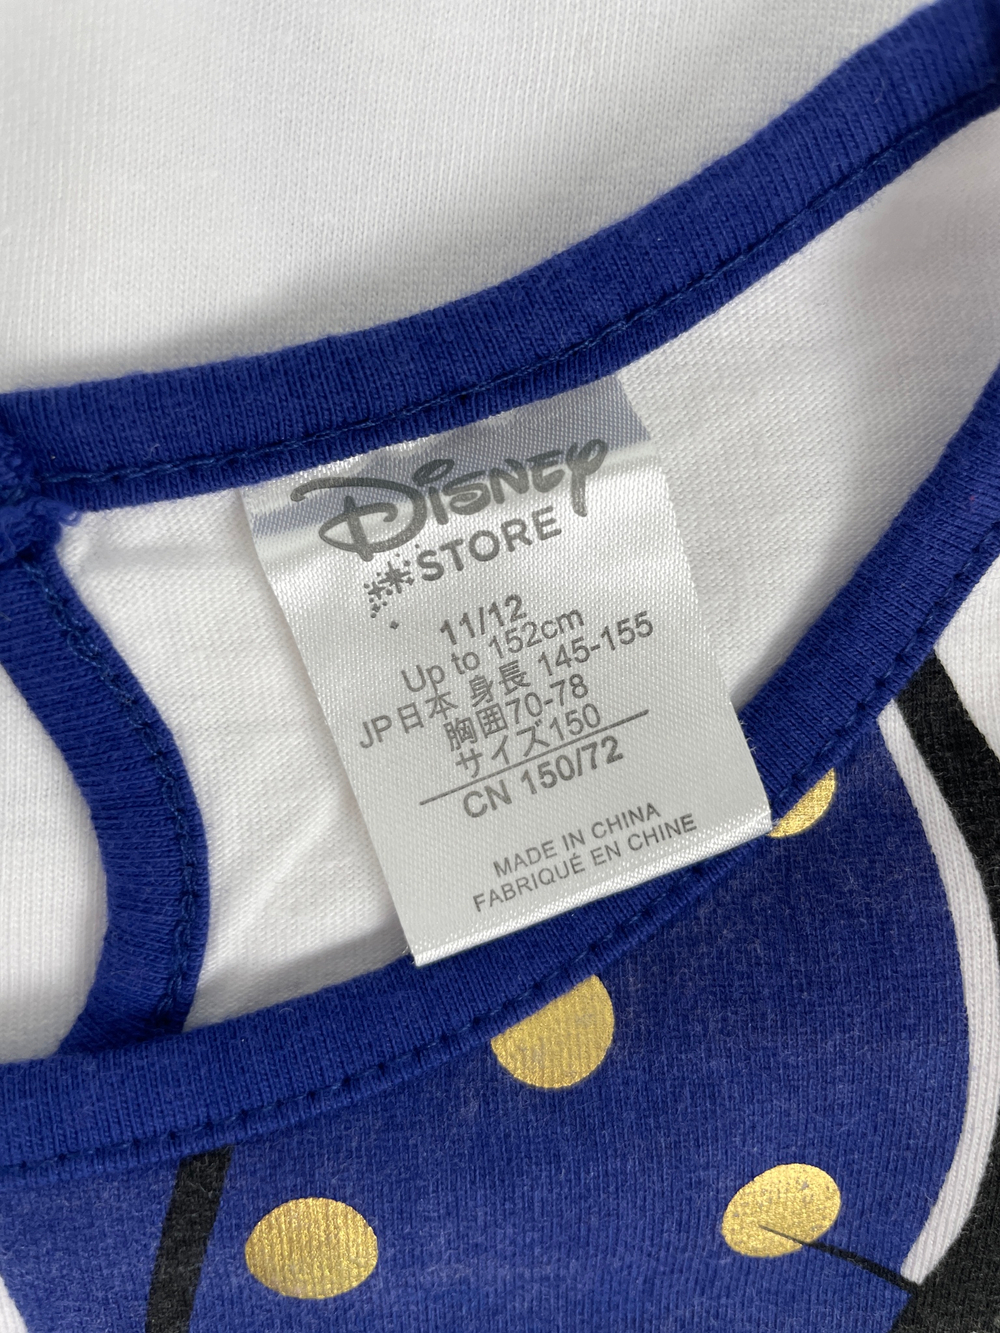 Disney
STORE
11/12
Up to 152cm
JP日本 身長 145-155
胸囲70-78
サイズ150
CN 150/72
MADE IN CHINA
FABRIQUÉ EN CHINE